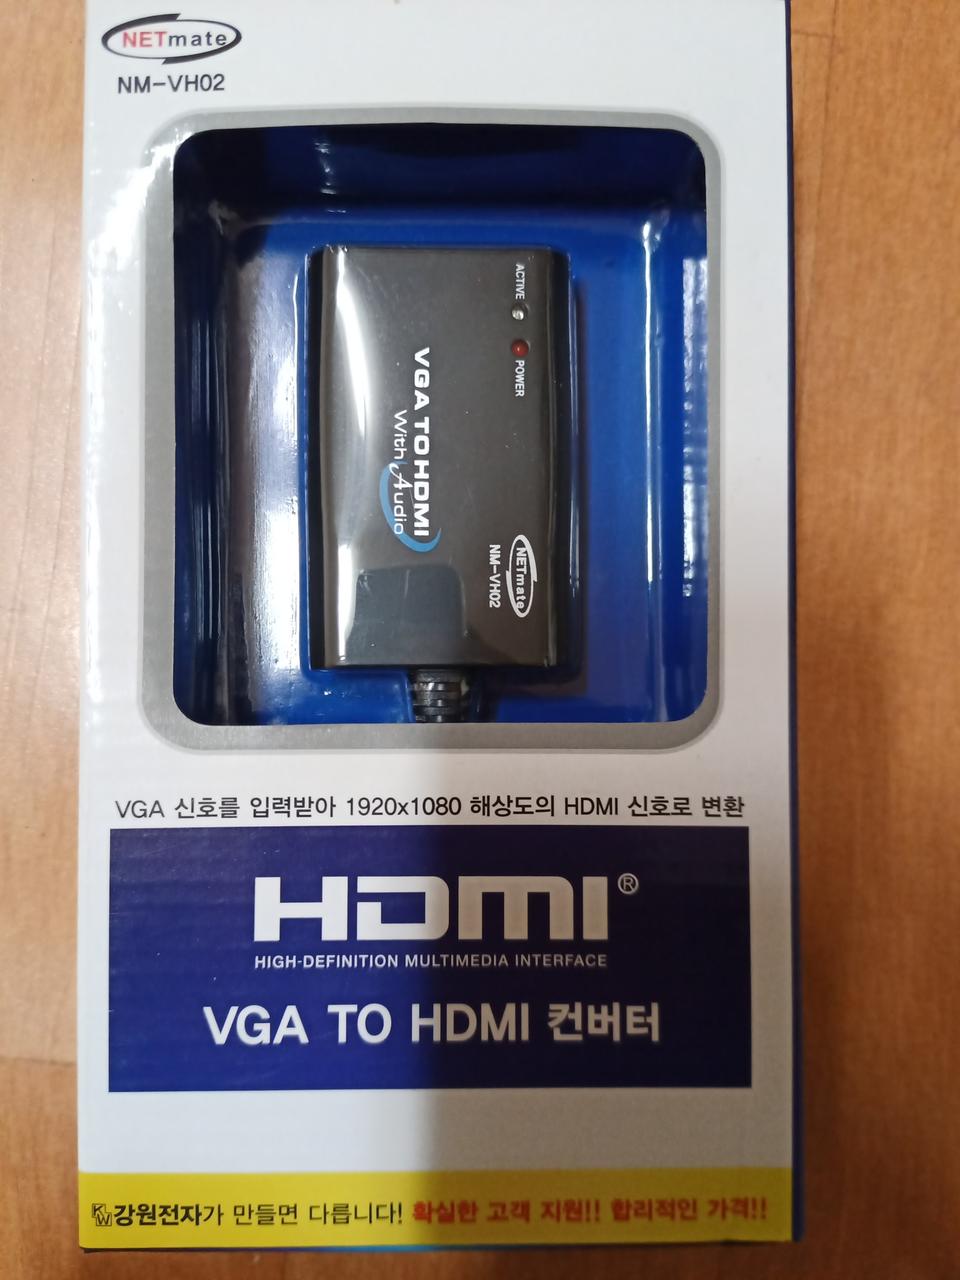 NETmate
NM-VH02
ACTIVE
POWER
VGA TO HDMI
With Audio
NETmate
NM-VH02
VGA 신호를 입력받아 1920x1080 해상도의 HDMI 신호로 변환
HDMI®
HIGH-DEFINITION MULTIMEDIA INTERFACE
VGA TO HDMI 컨버터
KW강원전자가 만들면 다릅니다! 확실한 고객 지원!! 합리적인 가격!!